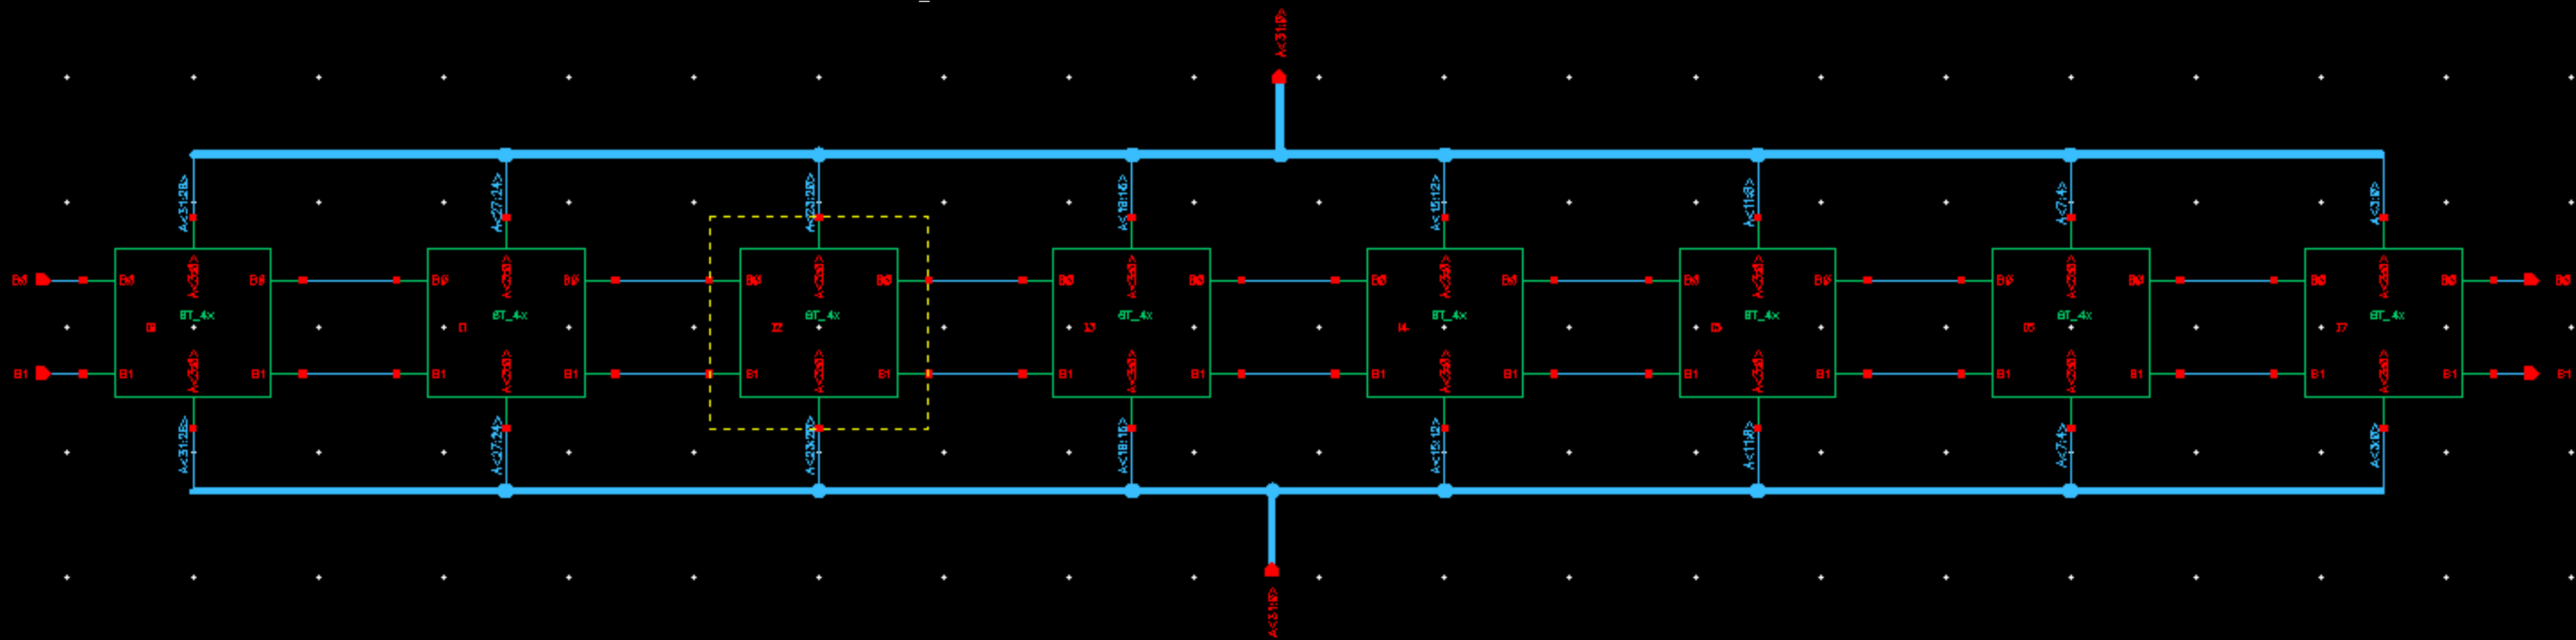 A<31:0>
A<31:28>
A<27:24>
A<23:20>
A<19:16>
A<15:12>
A<11:8>
A<7:4>
A<3:0>
B0 B0 A<3:0> B0
B0 A<3:0> B0
B0 A<3:0> B0
B0 A<3:0> B0
B0 A<3:0> B0
B0 A<3:0> B0
B0 A<3:0> B0
B0 A<3:0> B0 B0
I0 BT_4x
I1 BT_4x
I2 BT_4x
I3 BT_4x
I4 BT_4x
I5 BT_4x
I6 BT_4x
I7 BT_4x
B1 B1 A<3:0> B1
B1 A<3:0> B1
B1 A<3:0> B1
B1 A<3:0> B1
B1 A<3:0> B1
B1 A<3:0> B1
B1 A<3:0> B1
B1 A<3:0> B1 B1
A<31:28>
A<27:24>
A<23:20>
A<19:16>
A<15:12>
A<11:8>
A<7:4>
A<3:0>
A<31:0>